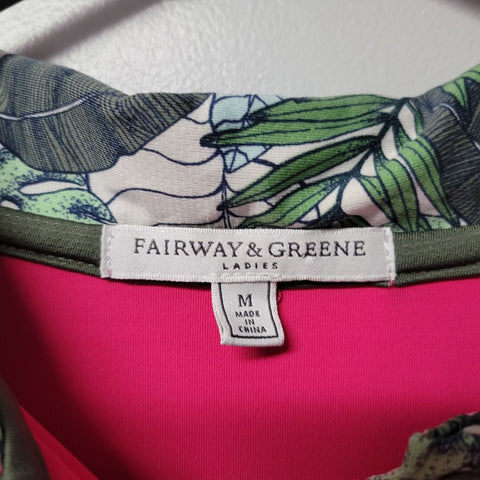 FAIRWAY & GREENE
LADIES
M
MADE
IN
CHINA